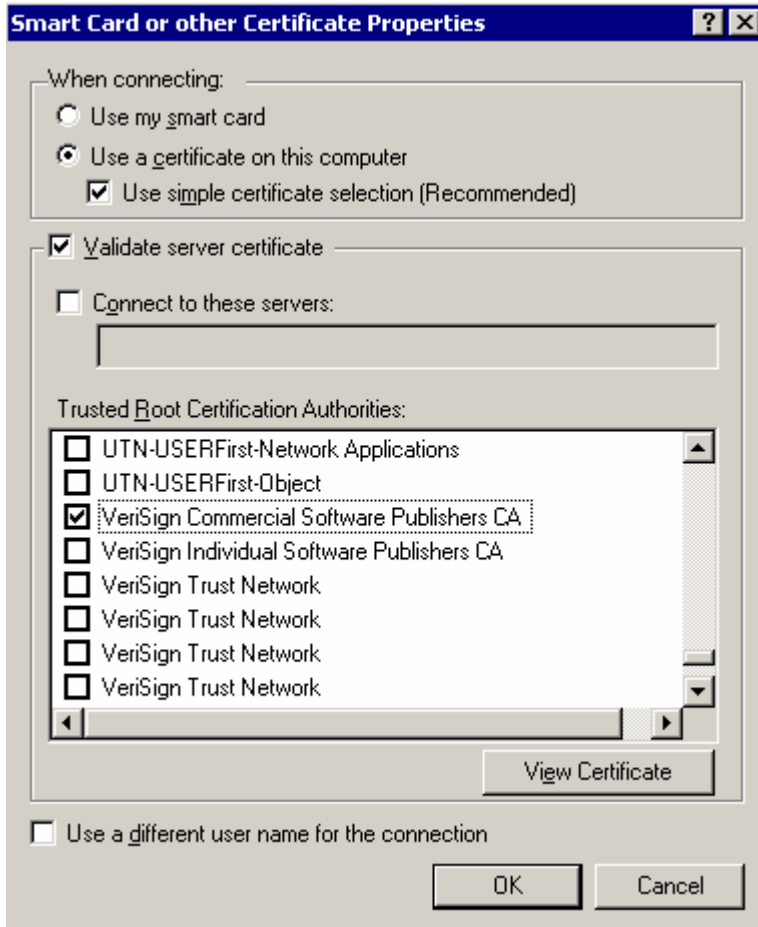 Smart Card or other Certificate Properties
When connecting:
Use my smart card
Use a certificate on this computer
Use simple certificate selection (Recommended)
Validate server certificate
Connect to these servers:
Trusted Root Certification Authorities:
UTN-USERFirst-Network Applications
UTN-USERFirst-Object
VeriSign Commercial Software Publishers CA
VeriSign Individual Software Publishers CA
VeriSign Trust Network
VeriSign Trust Network
VeriSign Trust Network
VeriSign Trust Network
View Certificate
Use a different user name for the connection
OK Cancel